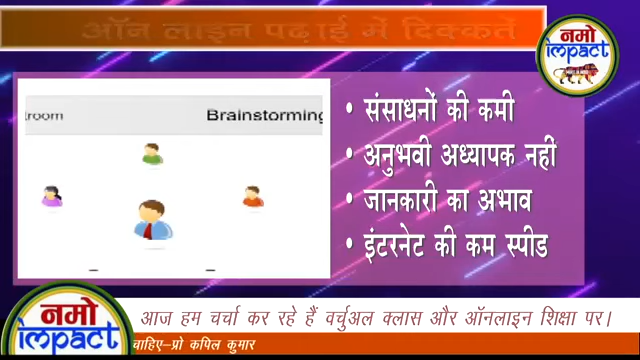 ऑन लाइन पढ़ाई में दिक्कतें
नमो
impact
room
Brainstorming
• संसाधनों की कमी
• अनुभवी अध्यापक नहीं
• जानकारी का अभाव
• इंटरनेट की कम स्पीड
नमो
impact
आज हम चर्चा कर रहे हैं वर्चुअल क्लास और ऑनलाइन शिक्षा पर।
चाहिए-प्रो कपिल कुमार